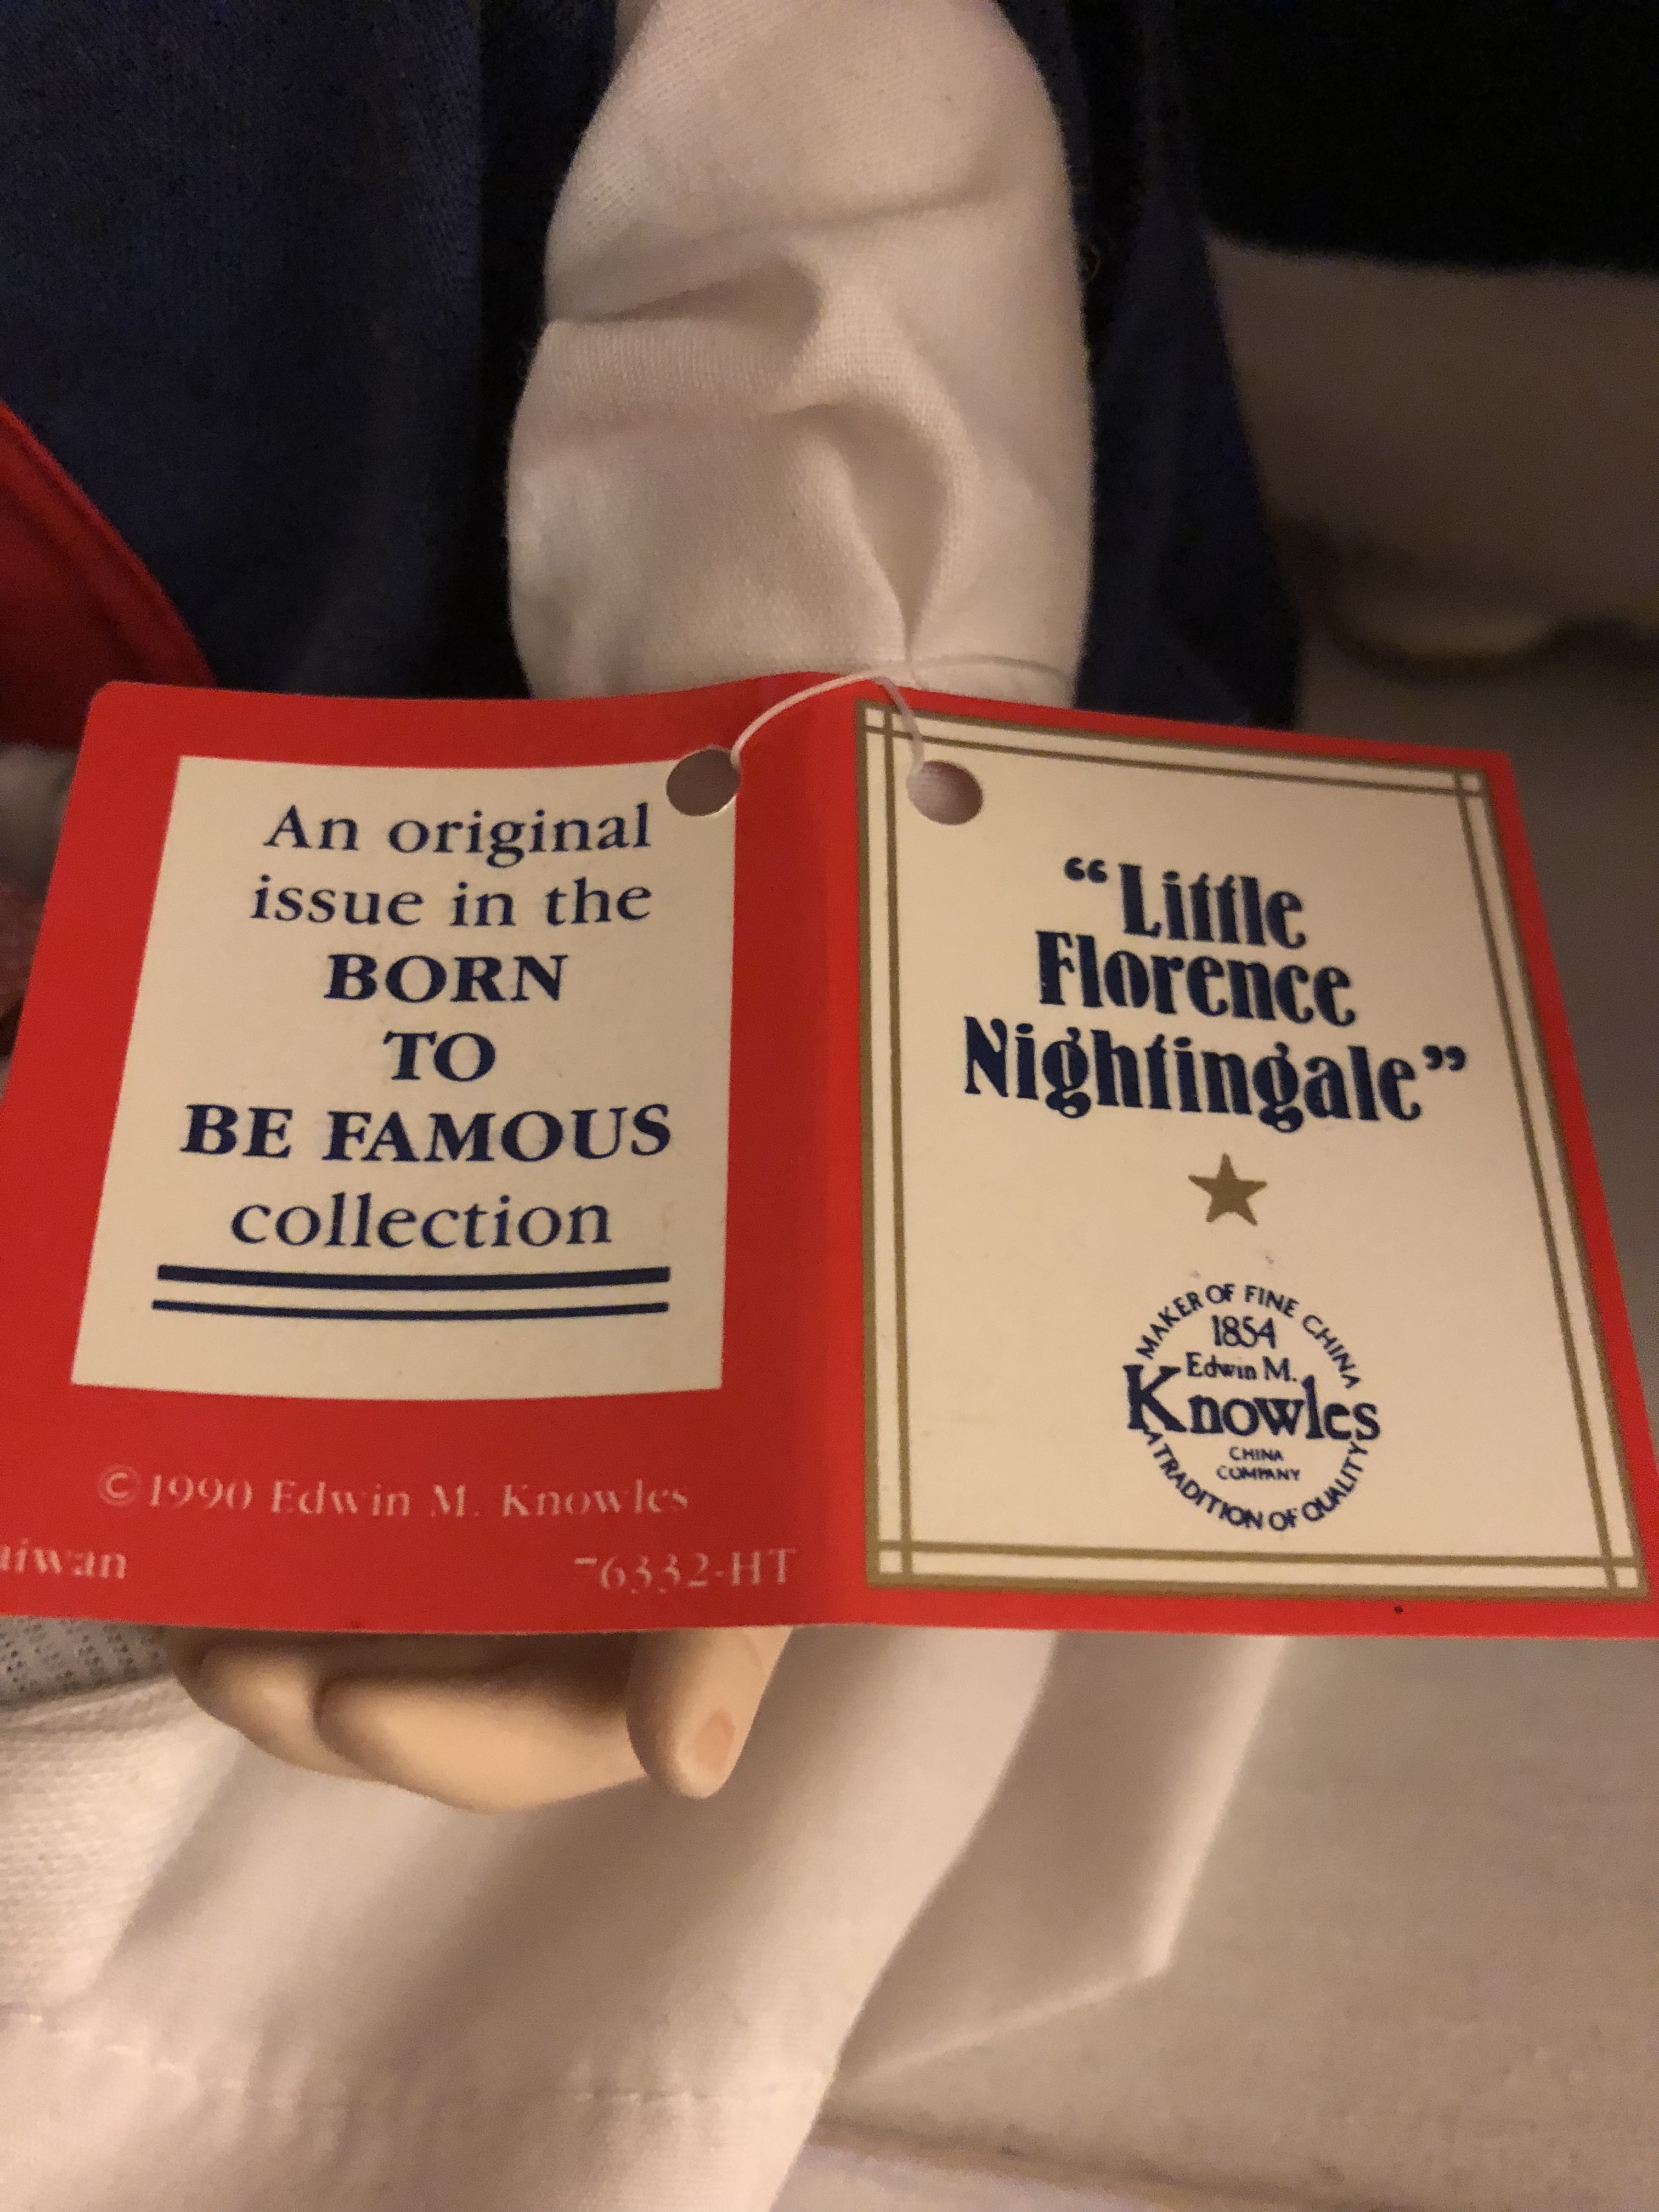 An original
issue in the
BORN
TO
BE FAMOUS
collection
©1990 Edwin M. Knowles
76332-HT
“Little
Florence
Nightingale”
MAKER OF FINE CHINA
1854
Edwin M.
Knowles
CHINA
COMPANY
A TRADITION OF QUALITY